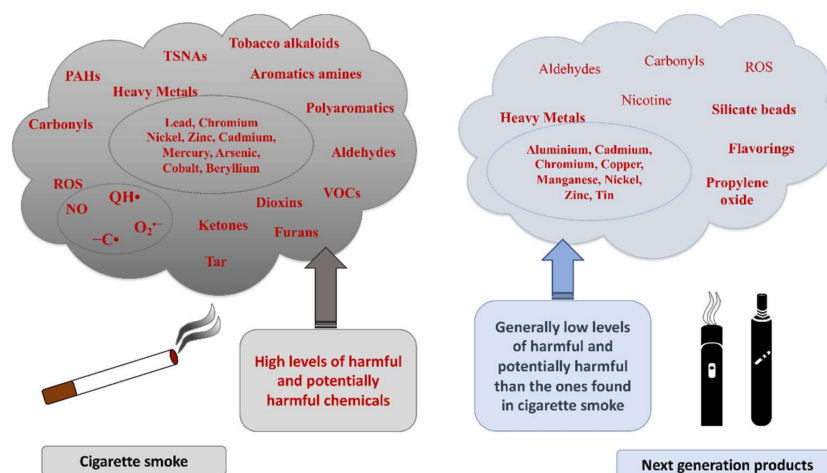 Tobacco alkaloids
TSNAs
PAHs
Aromatics amines
Heavy Metals
Polyaromatics
Carbonyls
Lead, Chromium
Nickel, Zinc, Cadmium,
Mercury, Arsenic,
Cobalt, Beryllium
Aldehydes
ROS
NO
QH•
O₂•⁻
–C•
VOCs
Dioxins
Ketones
Furans
Tar
High levels of harmful
and potentially
harmful chemicals
Cigarette smoke
Carbonyls
Aldehydes
ROS
Nicotine
Heavy Metals
Silicate beads
Aluminium, Cadmium,
Chromium, Copper,
Manganese, Nickel,
Zinc, Tin
Flavorings
Propylene
oxide
Generally low levels
of harmful and
potentially harmful
than the ones found
in cigarette smoke
Next generation products